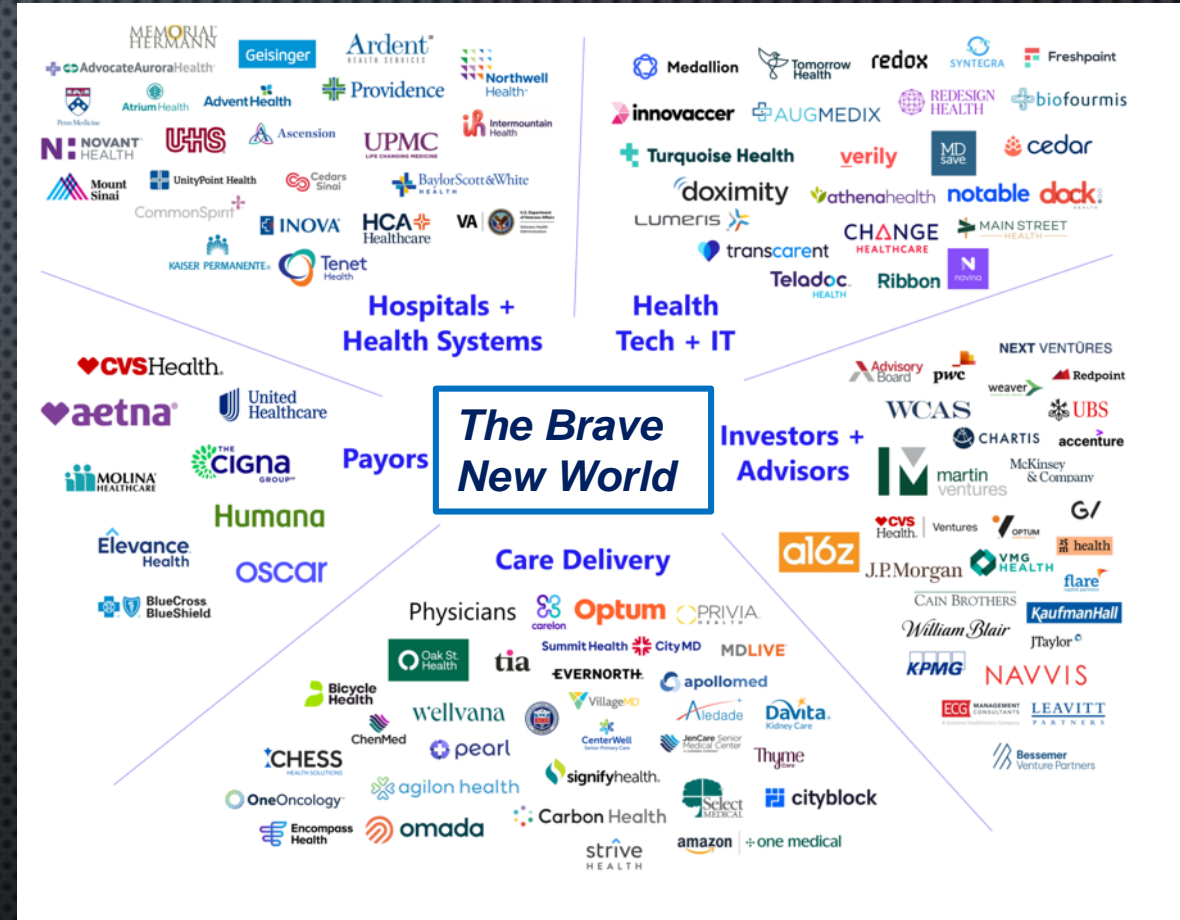 MEMORIAL
HERMANN
AdvocateAuroraHealth
Geisinger
Ardent
HEALTH SERVICES
Northwell
Health
Penn Medicine
Atrium Health
AdventHealth
Providence
NOVANT
HEALTH
UHS
Ascension
UPMC
LIFE CHANGING MEDICINE
Intermountain
Health
Mount
Sinai
UnityPoint Health
Cedars
Sinai
BaylorScott&White
HEALTH
CommonSpirit
INOVA
HCA
Healthcare
VA
U.S. Department
of Veterans Affairs
KAISER PERMANENTE
Tenet
Health
Hospitals +
Health Systems
Medallion
Tomorrow
Health
redox
SYNTEGRA
Freshpaint
innovaccer
AUGMEDIX
REDESIGN
HEALTH
biofourmis
Turquoise Health
verily
MD
save
cedar
doximity
athenahealth
notable
dock
HEALTH
LUMERIS
transcarent
CHANGE
HEALTHCARE
MAIN STREET
HEALTH
Teladoc
HEALTH
Ribbon
N
navina
Health
Tech + IT
CVSHealth
aetna
United
Healthcare
MOLINA
HEALTHCARE
THE
cigna
GROUP
Humana
Elevance
Health
oscar
BlueCross
BlueShield
Payors
The Brave
New World
Investors +
Advisors
NEXT VENTÜRES
Advisory
Board
pwc
weaver
Redpoint
WCAS
UBS
CHARTIS
accenture
martin
ventures
McKinsey
& Company
CVS
Health
Ventures
OPTUM
G/
a16z
J.P.Morgan
VMG
HEALTH
health
flare
capital partners
CAIN BROTHERS
KaufmanHall
William Blair
JTaylor
KPMG
NAVVIS
ECG MANAGEMENT
CONSULTANTS
LEAVITT
PARTNERS
Bessemer
Venture Partners
Care Delivery
Physicians
carelon
Optum
PRIVIA
HEALTH
Oak St.
Health
tia
Summit Health CityMD
MDLIVE
EVERNORTH
apollomed
Bicycle
Health
wellvana
VillageMD
Aledade
DaVita
Kidney Care
ChenMed
pearl
CenterWell
Senior Primary Care
JenCare Senior
Medical Center
Thyme
Care
CHESS
HEALTH SOLUTIONS
agilon health
signifyhealth
OneOncology
Carbon Health
Select
MEDICAL
cityblock
Encompass
Health
omada
strive
HEALTH
amazon one medical